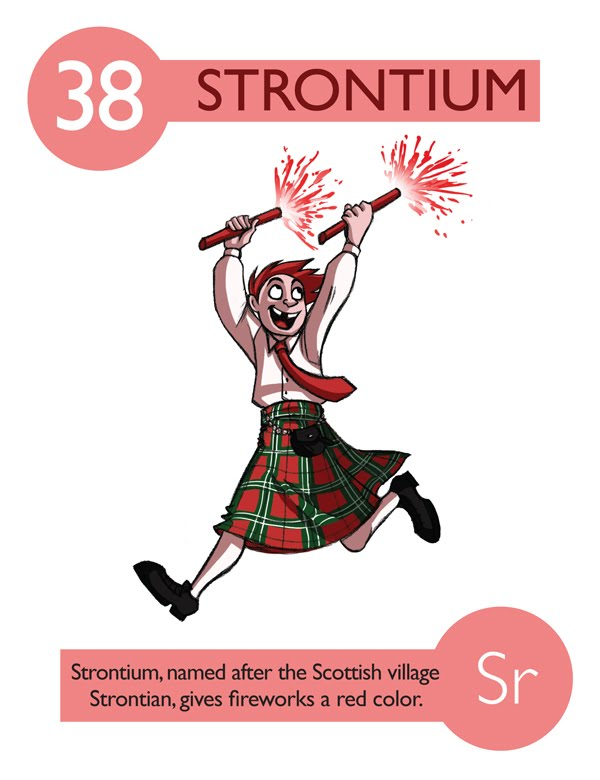 38
STRONTIUM
Strontium, named after the Scottish village
Strontian, gives fireworks a red color.
Sr